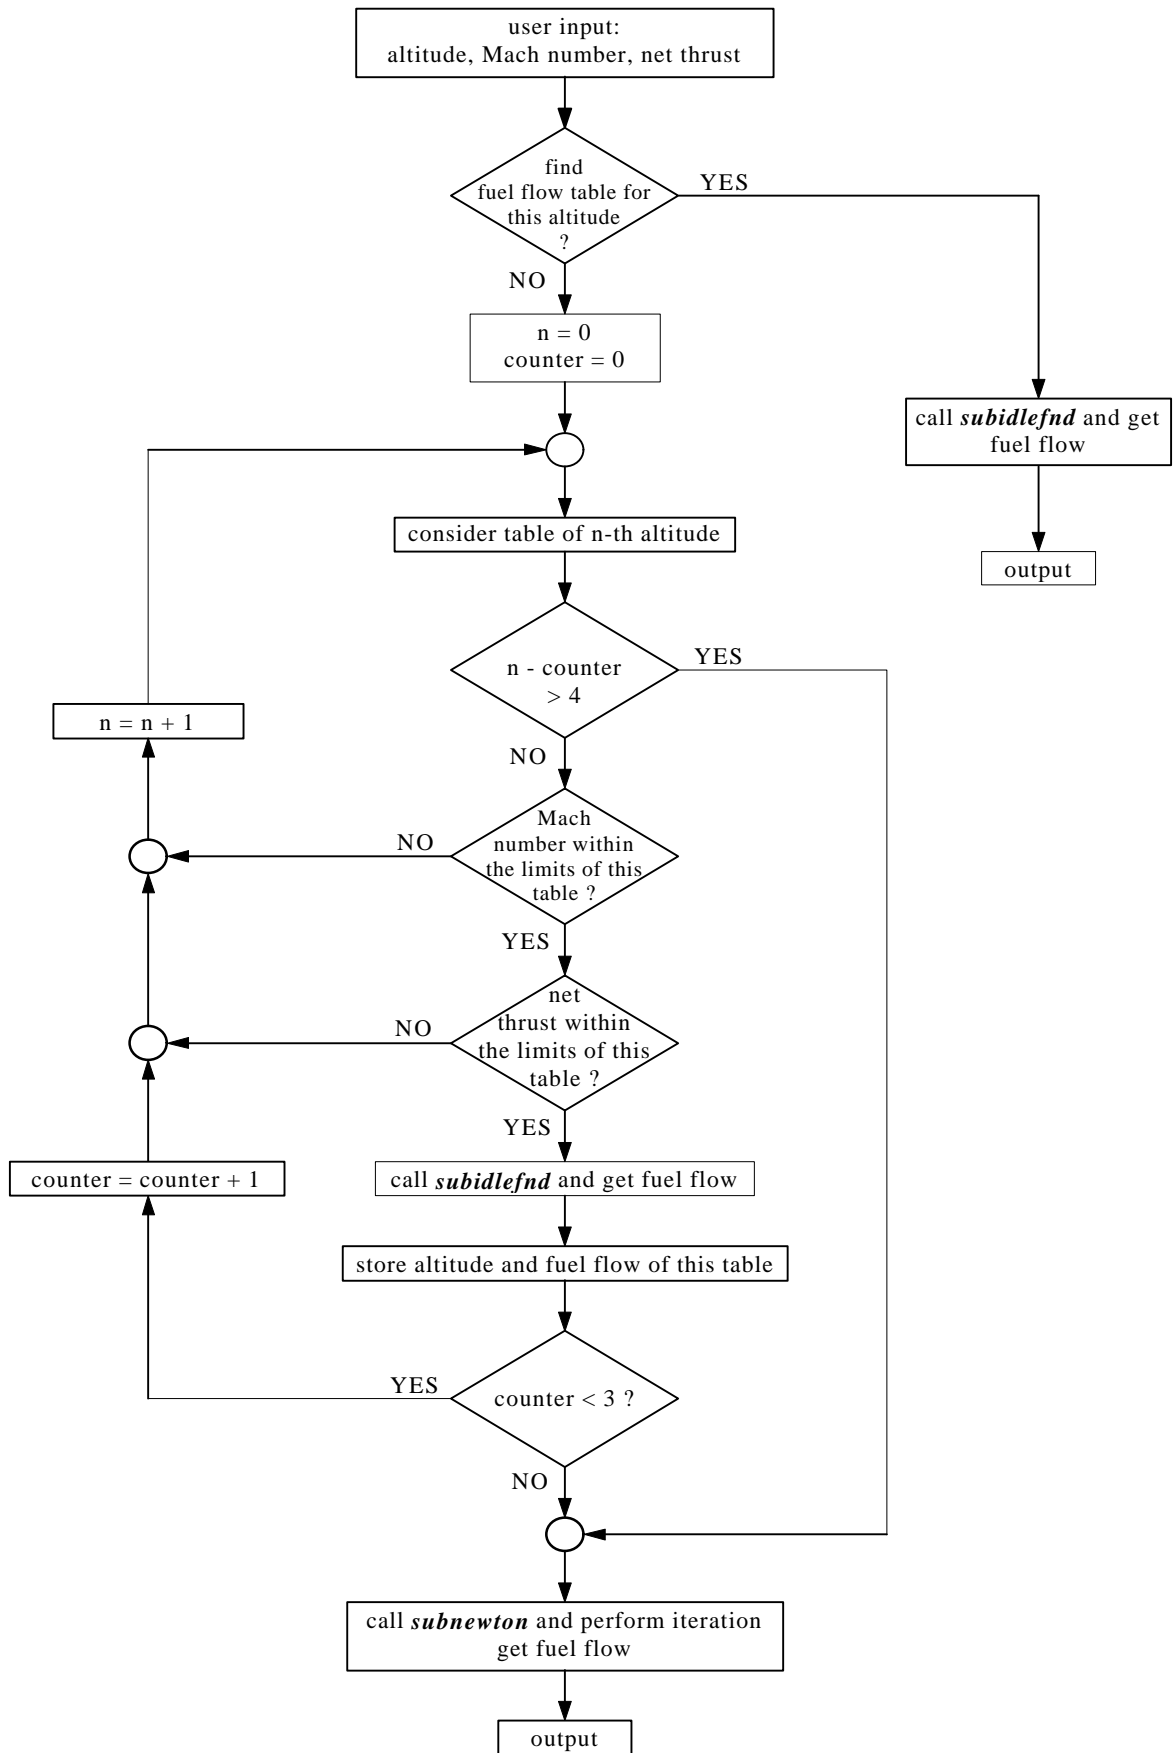 user input:
altitude, Mach number, net thrust
find
fuel flow table for
this altitude
?
YES
NO
n = 0
counter = 0
call subidlefnd and get
fuel flow
consider table of n-th altitude
output
n - counter
> 4
YES
n = n + 1
NO
Mach
number within
the limits of this
table ?
NO
YES
net
thrust within
the limits of this
table ?
NO
YES
counter = counter + 1
call subidlefnd and get fuel flow
store altitude and fuel flow of this table
YES
counter < 3 ?
NO
call subnewton and perform iteration
get fuel flow
output